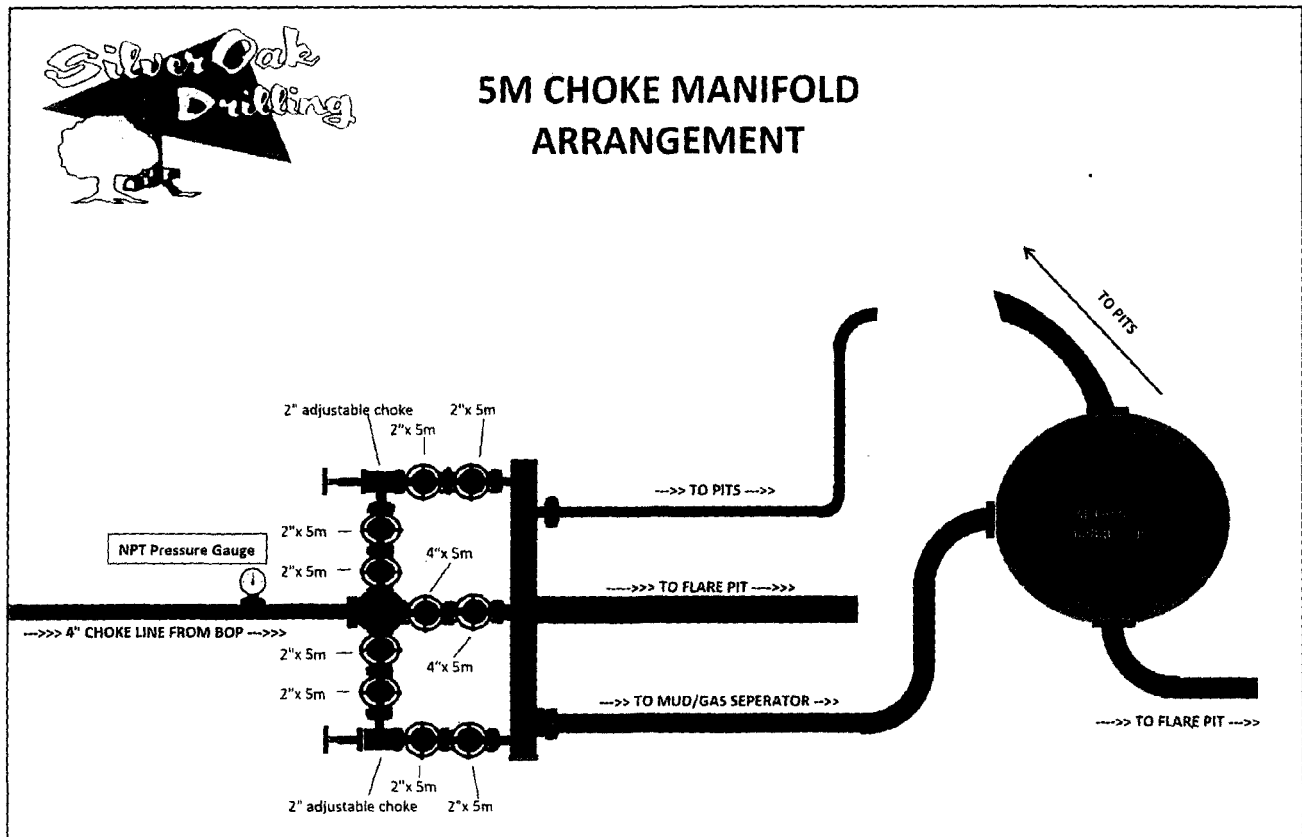 Silver Oak
Drilling
5M CHOKE MANIFOLD
ARRANGEMENT
TO PITS
2" adjustable choke
2"x 5m
2"x 5m
--->> TO PITS --->>
2"x 5m
NPT Pressure Gauge
2"x 5m
4"x 5m
----->>> TO FLARE PIT---->>>
--->>> 4" CHOKE LINE FROM BOP --->>>
2"x 5m
4"x 5m
2"x 5m
--->> TO MUD/GAS SEPERATOR -->>
--->> TO FLARE PIT --->>
2"x 5m
2" adjustable choke
2"x 5m